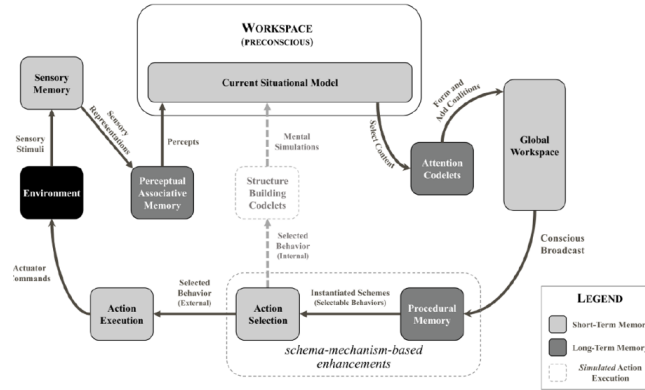 WORKSPACE
(PRECONSCIOUS)
Current Situational Model
Sensory
Memory
Sensory
Representations
Sensory
Stimuli
Percepts
Mental
Simulations
Select Content
Form and
Add Coalitions
Global
Workspace
Attention
Codelets
Environment
Perceptual
Associative
Memory
Structure
Building
Codelets
Conscious
Broadcast
Selected
Behavior
(Internal)
Actuator
Commands
Selected
Behavior
(External)
Instantiated Schemes
(Selectable Behaviors)
Action
Execution
Action
Selection
Procedural
Memory
schema-mechanism-based
enhancements
LEGEND
Short-Term Memor
Long-Term Memory
Simulated Action
Execution